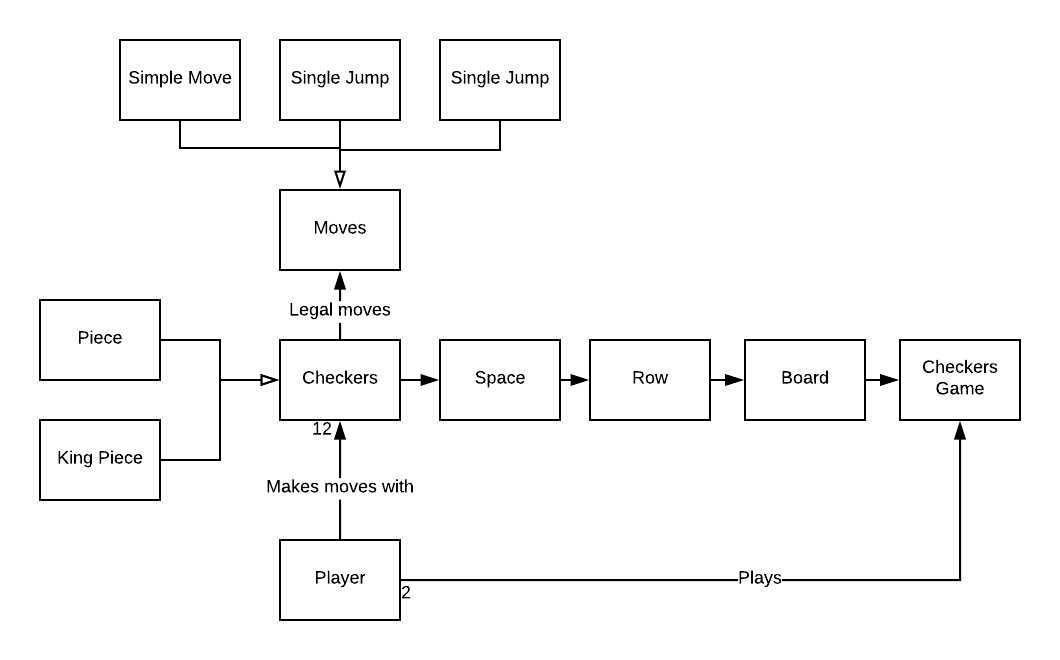 Simple Move
Single Jump
Single Jump
Moves
Legal moves
Piece
Checkers
Space
Row
Board
Checkers
Game
12
King Piece
Makes moves with
Player
2
Plays